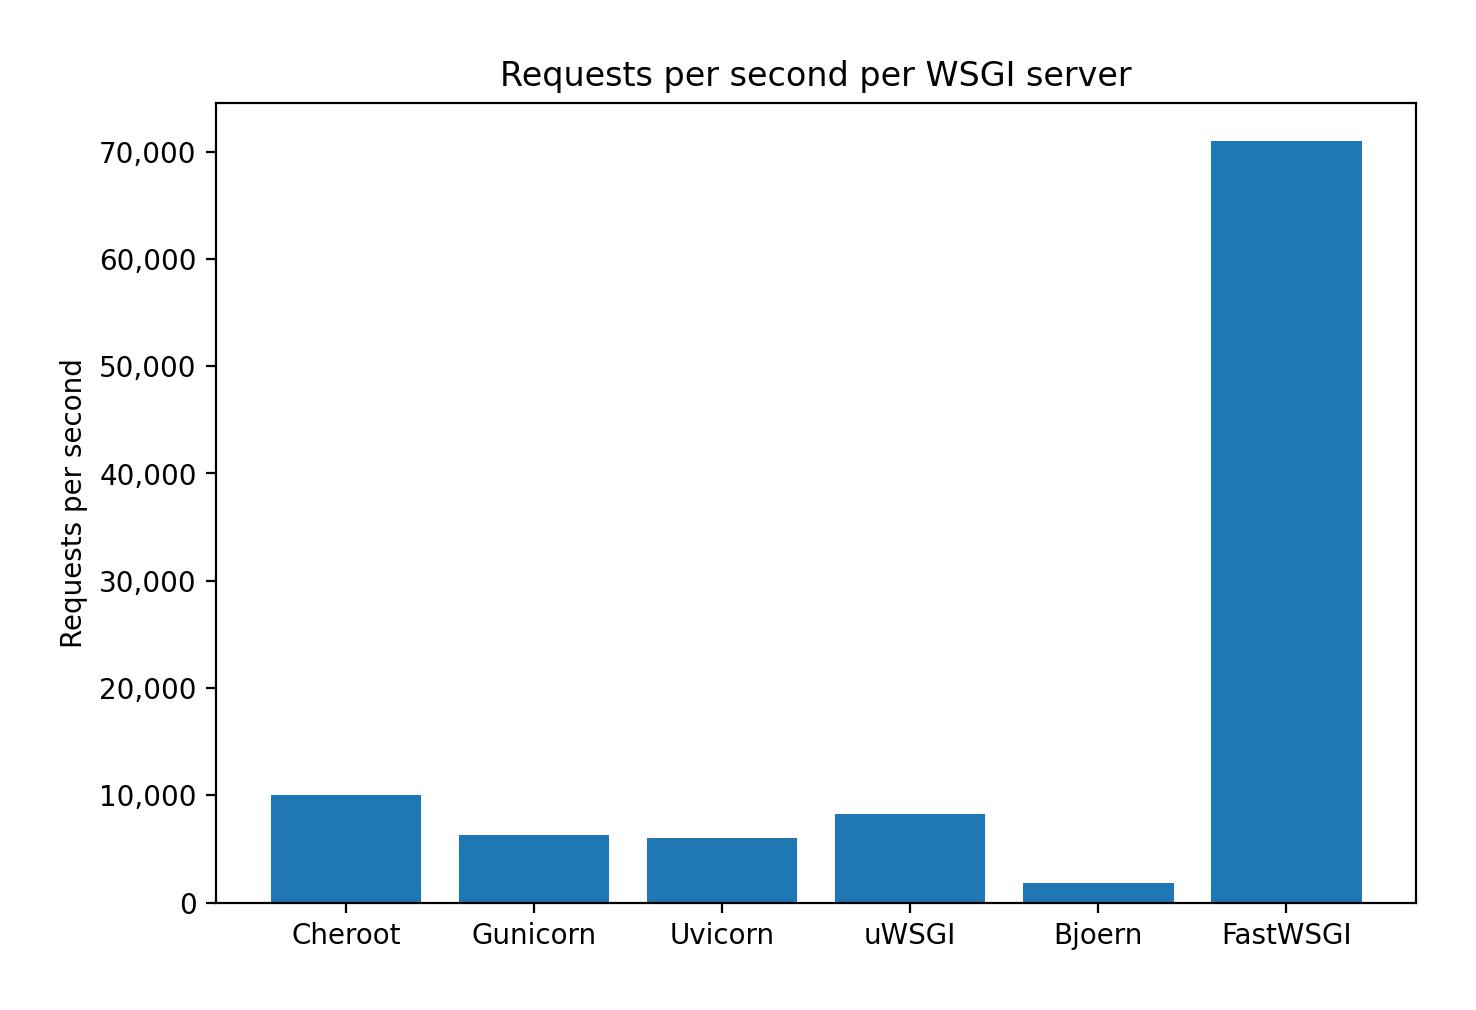 Requests per second per WSGI server
Requests per second
70,000
60,000
50,000
40,000
30,000
20,000
10,000
0
Cheroot Gunicorn Uvicorn uWSGI Bjoern FastWSGI